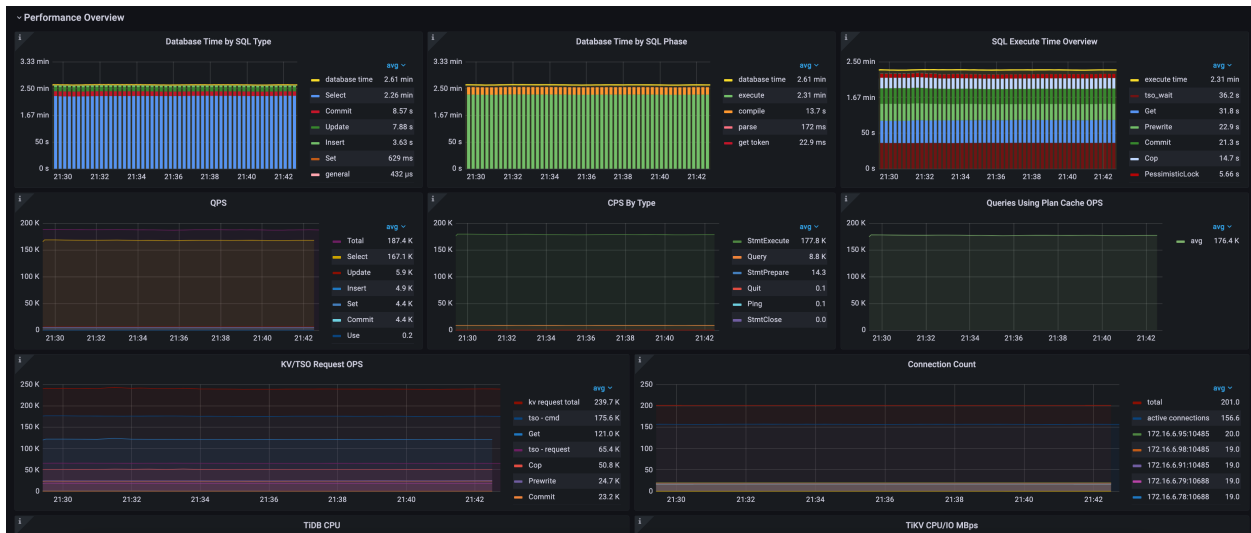 Performance Overview
Database Time by SQL Type
3.33 min
2.50 min
1.67 min
50 s
0 s
21:30 21:32 21:34 21:36 21:38 21:40 21:42
avg
database time 2.61 min
Select 2.26 min
Commit 8.57 s
Update 7.88 s
Insert 3.63 s
Set 629 ms
general 432 µs
Database Time by SQL Phase
3.33 min
2.50 min
1.67 min
50 s
0 s
21:30 21:32 21:34 21:36 21:38 21:40 21:42
avg
database time 2.61 min
execute 2.31 min
compile 13.7 s
parse 172 ms
get token 22.9 ms
SQL Execute Time Overview
2.50 min
1.67 min
50 s
0 s
21:30 21:32 21:34 21:36 21:38 21:40 21:42
avg
execute time 2.31 min
tso_wait 36.2 s
Get 31.8 s
Prewrite 22.9 s
Commit 21.3 s
Cop 14.7 s
PessimisticLock 5.66 s
QPS
200 K
150 K
100 K
50 K
0
21:30 21:32 21:34 21:36 21:38 21:40 21:42
avg
Total 187.4 K
Select 167.1 K
Update 5.9 K
Insert 4.9 K
Set 4.4 K
Commit 4.4 K
Use 0.2
CPS By Type
200 K
150 K
100 K
50 K
0
21:30 21:32 21:34 21:36 21:38 21:40 21:42
avg
StmtExecute 177.8 K
Query 8.8 K
StmtPrepare 14.3
Quit 0.1
Ping 0.1
StmtClose 0.0
Queries Using Plan Cache OPS
200 K
150 K
100 K
50 K
0
21:30 21:32 21:34 21:36 21:38 21:40 21:42
avg
avg 176.4 K
KV/TSO Request OPS
250 K
200 K
150 K
100 K
50 K
0
21:30 21:32 21:34 21:36 21:38 21:40 21:42
avg
kv request total 239.7 K
tso - cmd 175.6 K
Get 121.0 K
tso - request 65.4 K
Cop 50.8 K
Prewrite 24.7 K
Commit 23.2 K
Connection Count
250
200
150
100
50
0
21:30 21:32 21:34 21:36 21:38 21:40 21:42
avg
total 201.0
active connections 156.6
172.16.6.95:10485 20.0
172.16.6.98:10485 19.0
172.16.6.91:10485 19.0
172.16.6.79:10688 19.0
172.16.6.78:10688 19.0
TiDB CPU
TiKV CPU/IO MBps